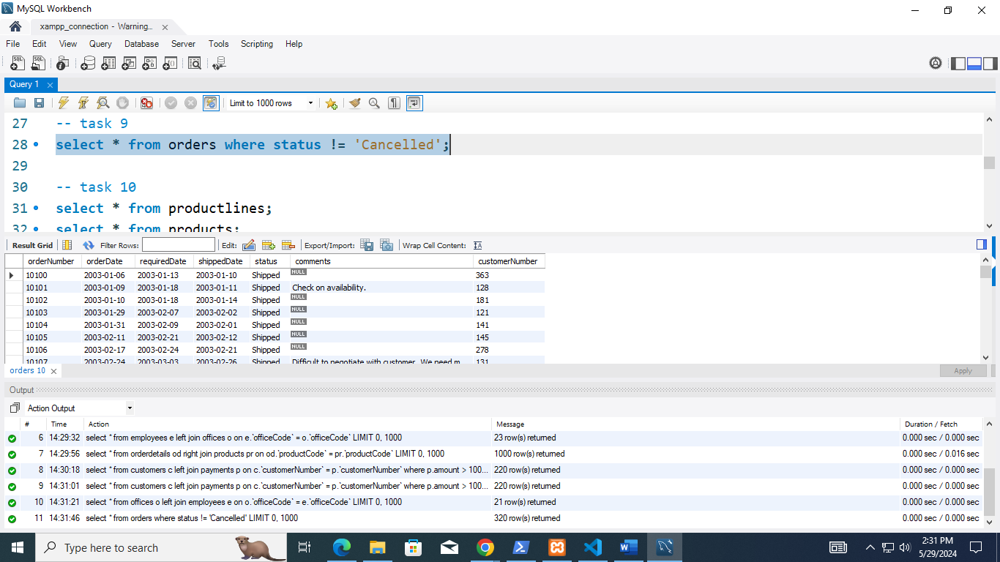 MySQL Workbench
xampp_connection - Warning...
File Edit View Query Database Server Tools Scripting Help
Query 1
Limit to 1000 rows
27 -- task 9
28 select * from orders where status != 'Cancelled';
29
30 -- task 10
31 select * from productlines;
32 select * from products;
Result Grid Filter Rows: Edit: Export/Import: Wrap Cell Content:
orderNumber orderDate requiredDate shippedDate status comments customerNumber
10100 2003-01-06 2003-01-13 2003-01-10 Shipped NULL 363
10101 2003-01-09 2003-01-18 2003-01-11 Shipped Check on availability. 128
10102 2003-01-10 2003-01-18 2003-01-14 Shipped NULL 181
10103 2003-01-29 2003-02-07 2003-02-02 Shipped NULL 121
10104 2003-01-31 2003-02-09 2003-02-01 Shipped NULL 141
10105 2003-02-11 2003-02-21 2003-02-12 Shipped NULL 145
10106 2003-02-17 2003-02-24 2003-02-21 Shipped NULL 278
10107 2003-02-24 2003-03-03 2003-02-26 Shipped Difficult to negotiate with customer. We need m... 131
orders 10 Apply
Output
Action Output
# Time Action Message Duration / Fetch
6 14:29:32 select * from employees e left join offices o on e.`officeCode` = o.`officeCode` LIMIT 0, 1000 23 row(s) returned 0.000 sec / 0.000 sec
7 14:29:56 select * from orderdetails od right join products pr on od.`productCode` = pr.`productCode` LIMIT 0, 1000 1000 row(s) returned 0.000 sec / 0.016 sec
8 14:30:18 select * from customers c left join payments p on c.`customerNumber` = p.`customerNumber` where p.amount > 100... 220 row(s) returned 0.000 sec / 0.000 sec
9 14:31:01 select * from customers c left join payments p on c.`customerNumber` = p.`customerNumber` where p.amount > 100... 220 row(s) returned 0.000 sec / 0.000 sec
10 14:31:21 select * from offices o left join employees e on o.`officeCode` = e.`officeCode` LIMIT 0, 1000 21 row(s) returned 0.000 sec / 0.000 sec
11 14:31:46 select * from orders where status != 'Cancelled' LIMIT 0, 1000 320 row(s) returned 0.000 sec / 0.000 sec
Type here to search
2:31 PM
5/29/2024